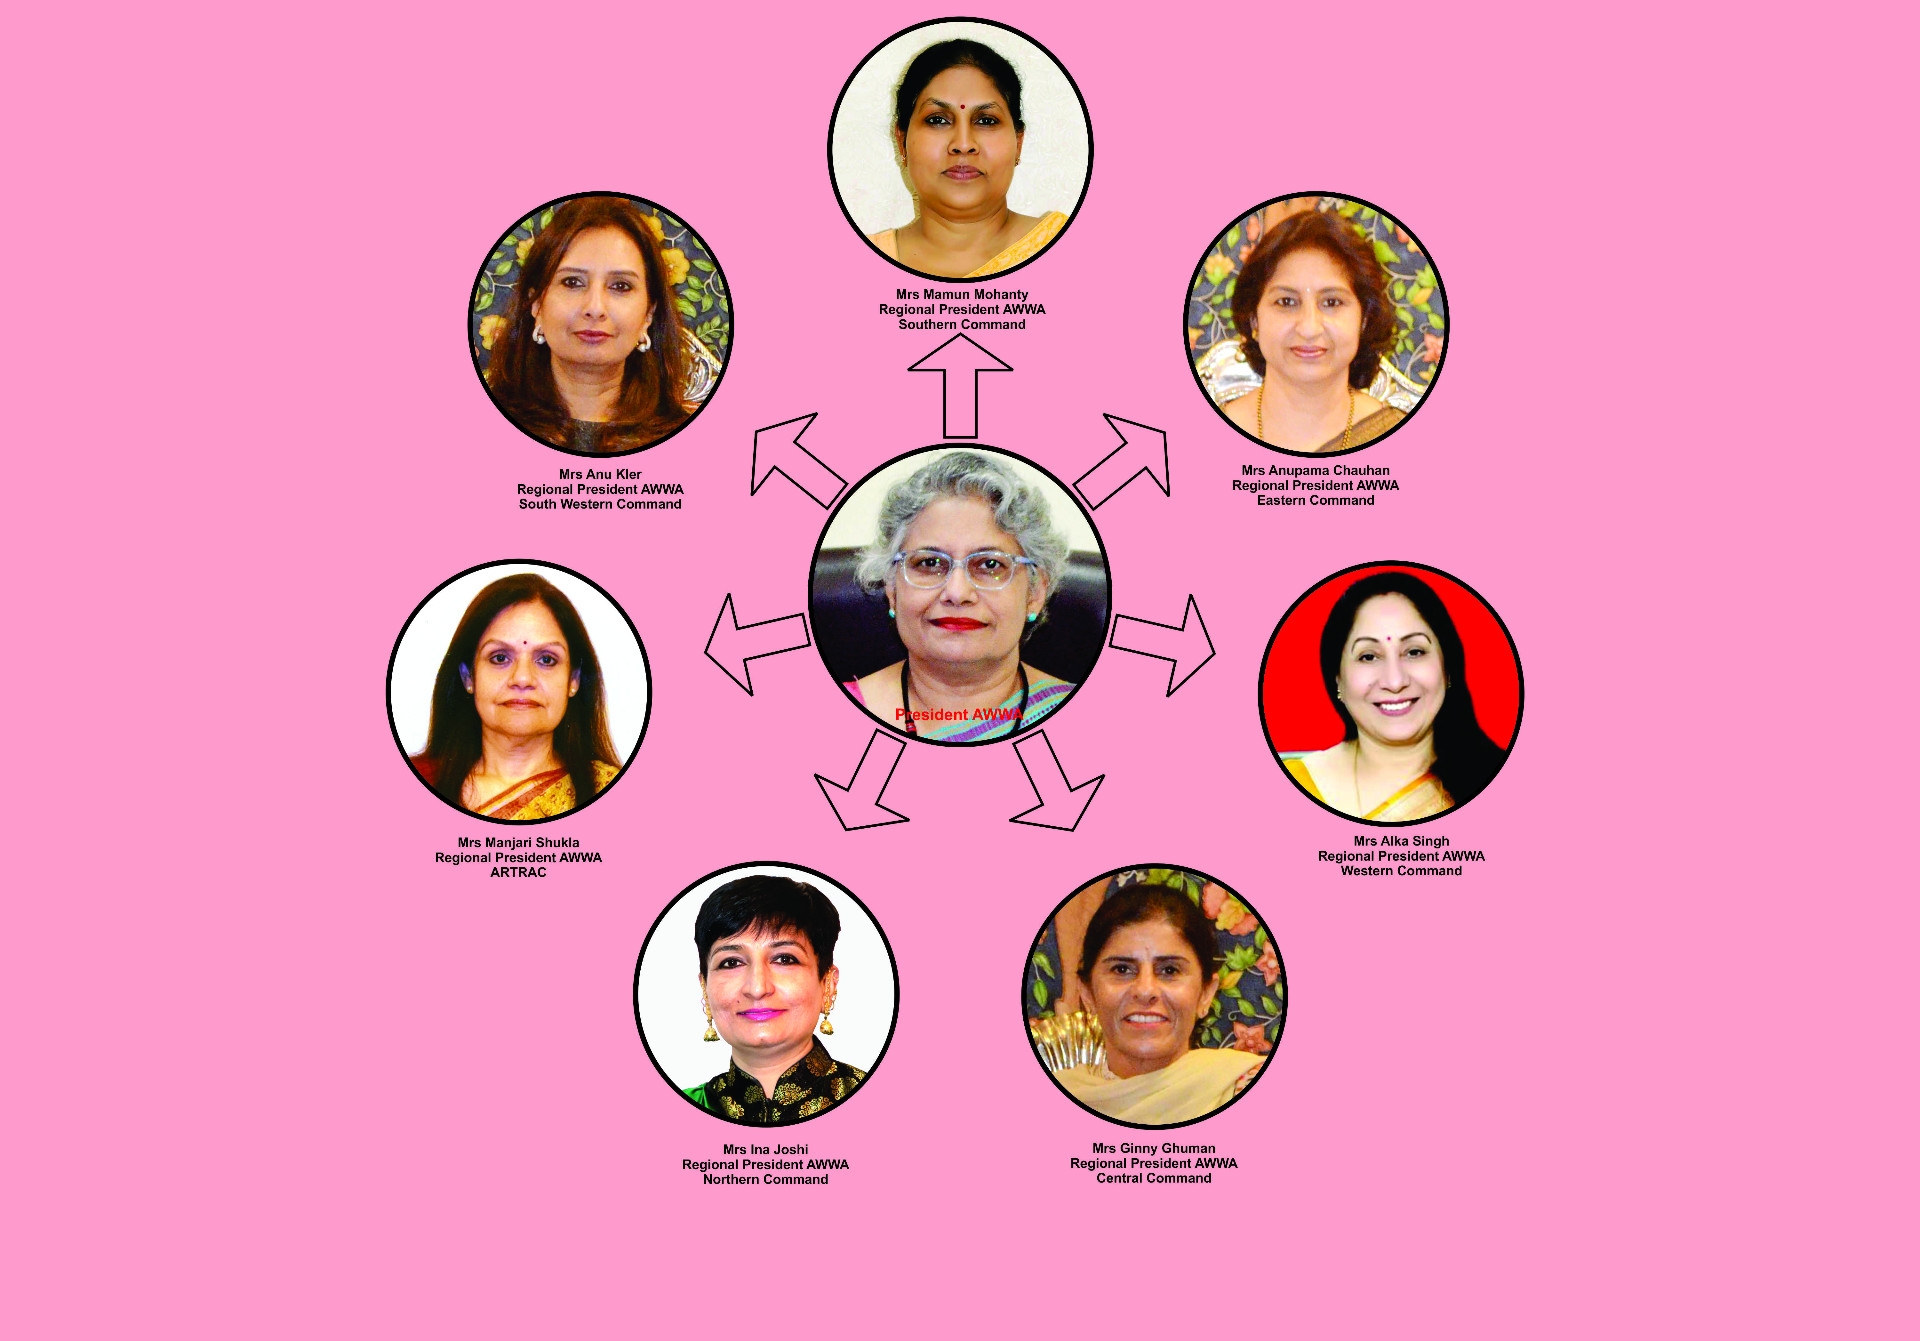 Mrs Mamun Mohanty
Regional President AWWA
Southern Command
Mrs Anu Kler
Regional President AWWA
South Western Command
Mrs Anupama Chauhan
Regional President AWWA
Eastern Command
President AWWA
Mrs Manjari Shukla
Regional President AWWA
ARTRAC
Mrs Alka Singh
Regional President AWWA
Western Command
Mrs Ina Joshi
Regional President AWWA
Northern Command
Mrs Ginny Ghuman
Regional President AWWA
Central Command